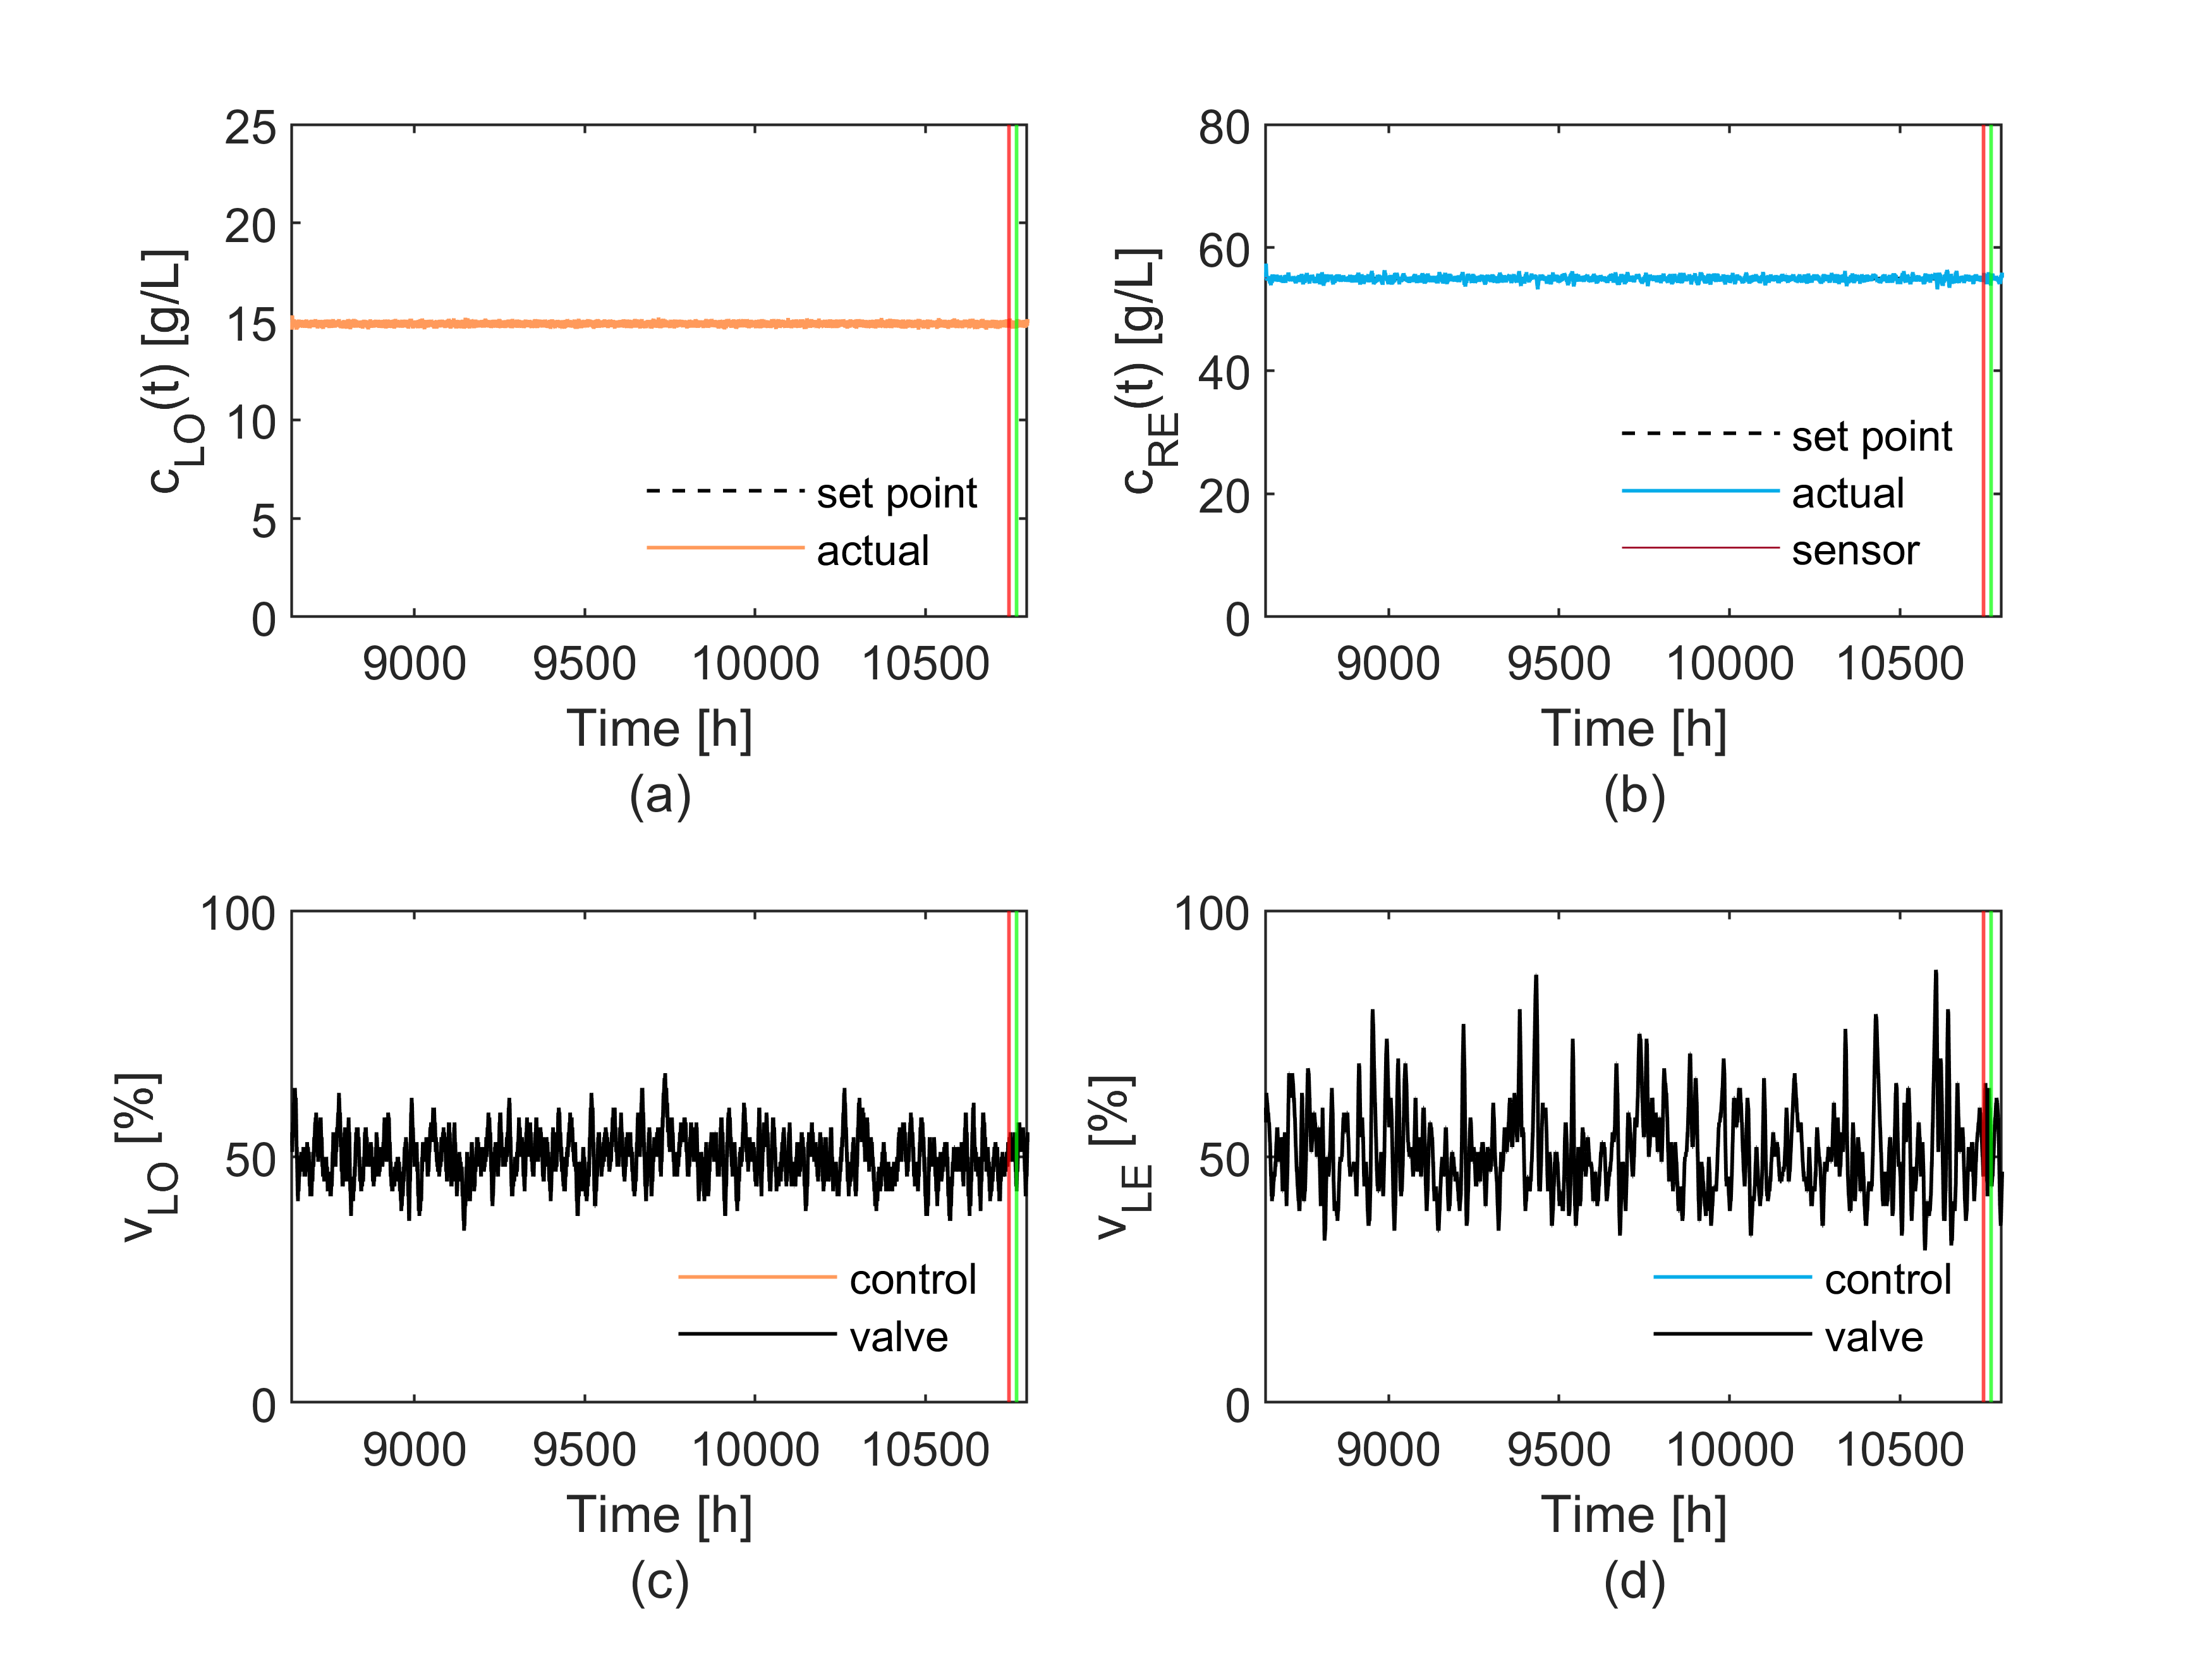 25
20
15
10
5
0
c_LO(t) [g/L]
set point
actual
9000 9500 10000 10500
Time [h]
(a)
80
60
40
20
0
c_RE(t) [g/L]
set point
actual
sensor
9000 9500 10000 10500
Time [h]
(b)
100
50
0
v_LO [%]
control
valve
9000 9500 10000 10500
Time [h]
(c)
100
50
0
v_LE [%]
control
valve
9000 9500 10000 10500
Time [h]
(d)